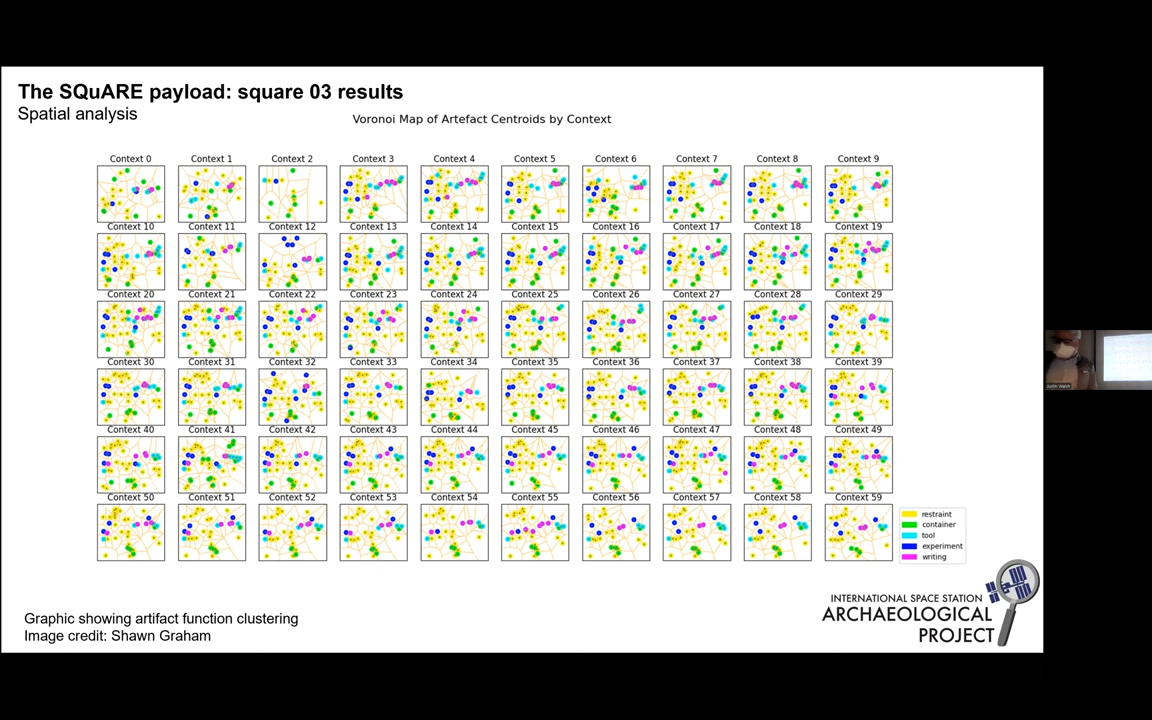 The SQuARE payload: square 03 results
Spatial analysis
Voronoi Map of Artefact Centroids by Context
Context 0 Context 1 Context 2 Context 3 Context 4 Context 5 Context 6 Context 7 Context 8 Context 9
Context 10 Context 11 Context 12 Context 13 Context 14 Context 15 Context 16 Context 17 Context 18 Context 19
Context 20 Context 21 Context 22 Context 23 Context 24 Context 25 Context 26 Context 27 Context 28 Context 29
Context 30 Context 31 Context 32 Context 33 Context 34 Context 35 Context 36 Context 37 Context 38 Context 39
Context 40 Context 41 Context 42 Context 43 Context 44 Context 45 Context 46 Context 47 Context 48 Context 49
Context 50 Context 51 Context 52 Context 53 Context 54 Context 55 Context 56 Context 57 Context 58 Context 59
restraint
container
tool
experiment
writing
Graphic showing artifact function clustering
Image credit: Shawn Graham
INTERNATIONAL SPACE STATION
ARCHAEOLOGICAL
PROJECT
Justin Walsh